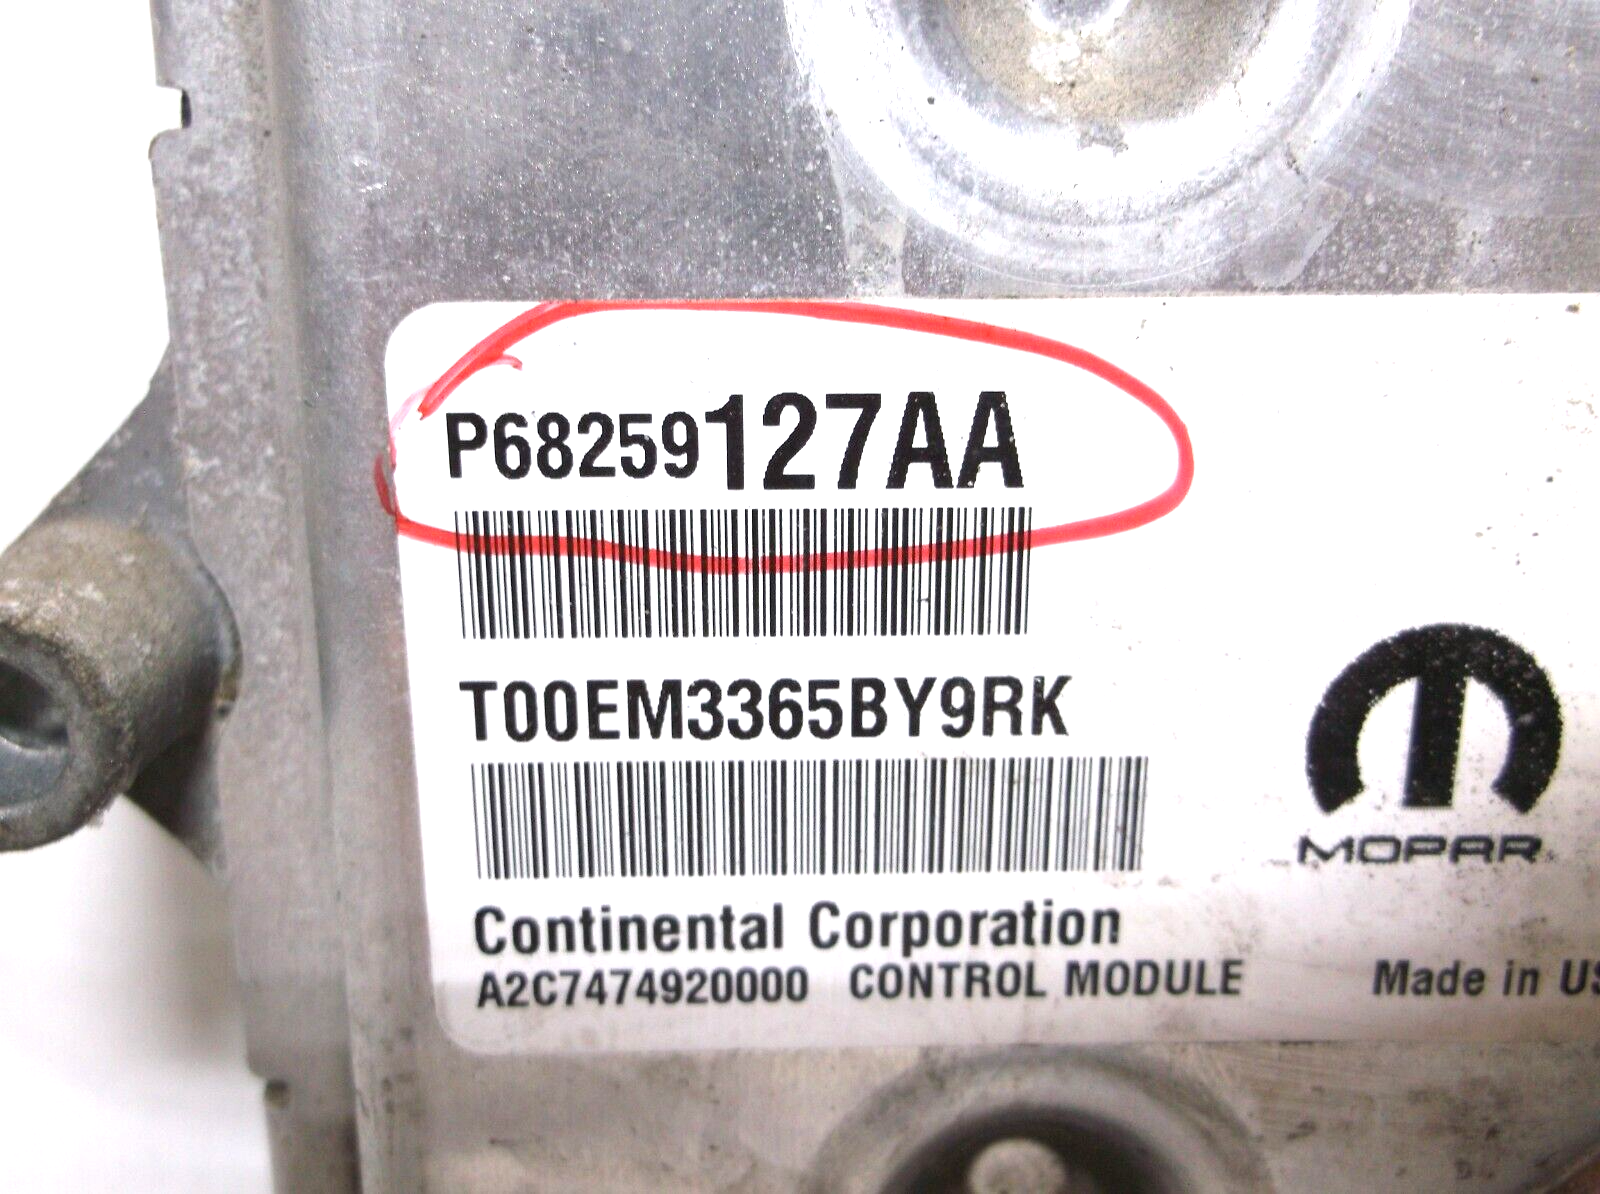 P68259127AA
T00EM3365BY9RK
MOPAR
Continental Corporation
A2C7474920000 CONTROL MODULE Made in